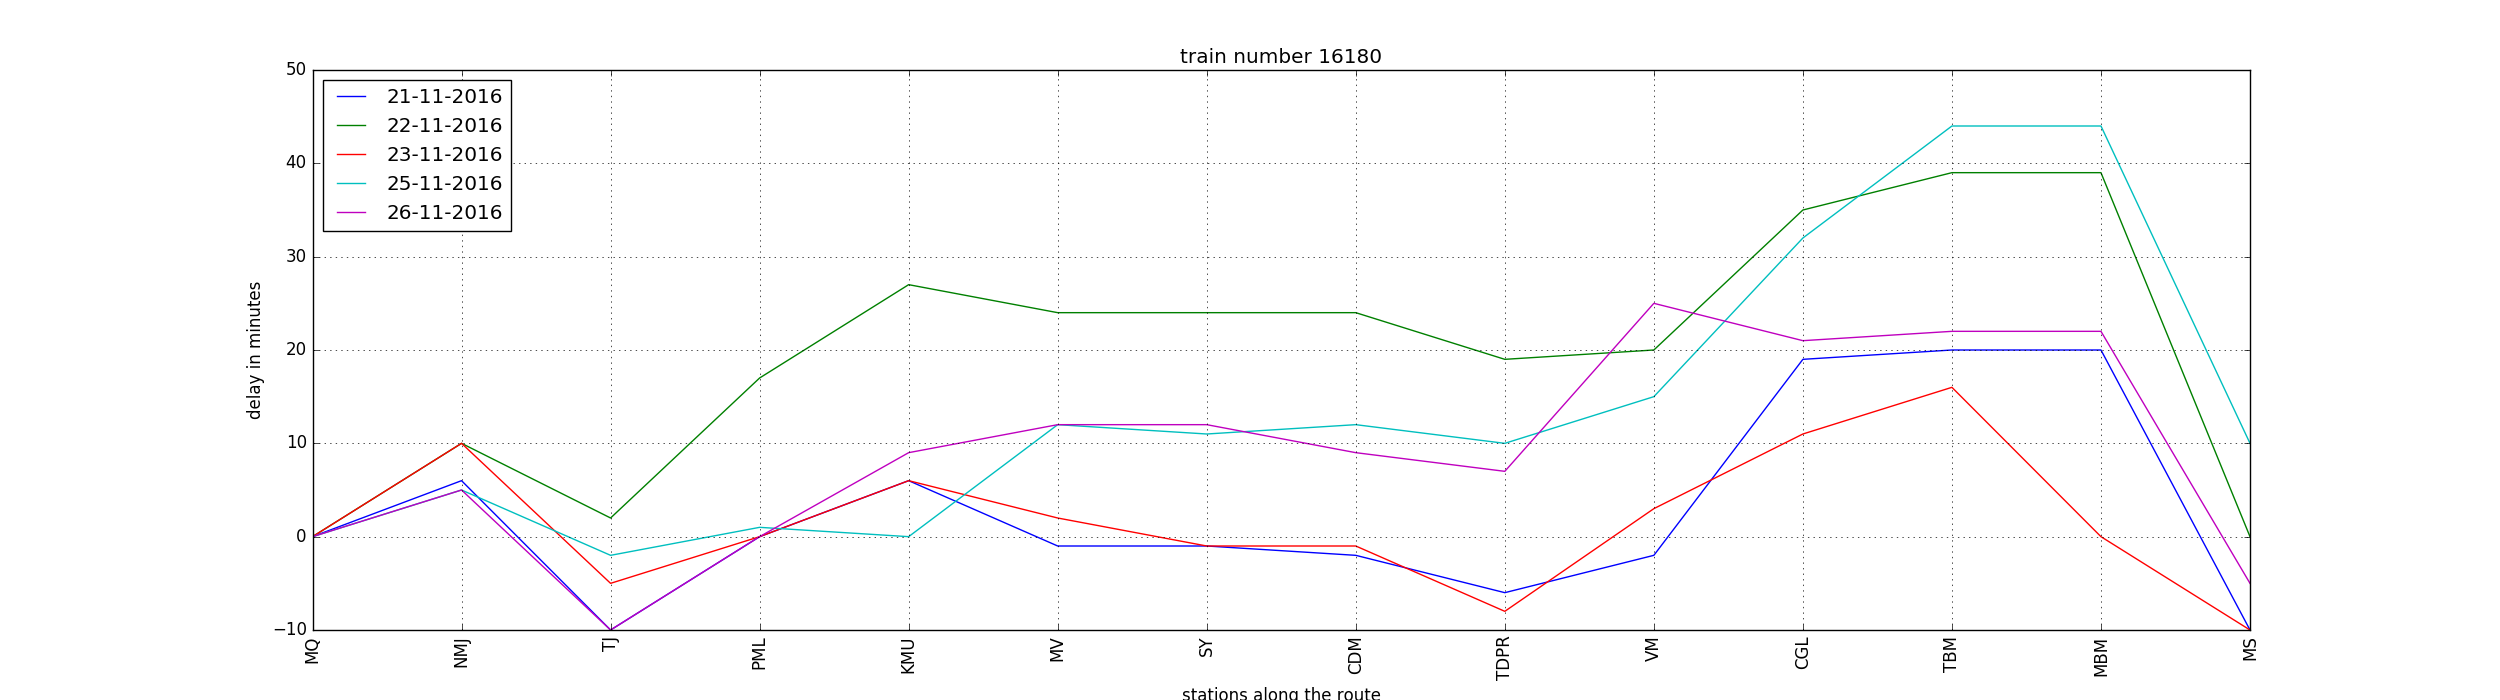 train number 16180
50
40
30
20
10
0
−10
delay in minutes
21-11-2016
22-11-2016
23-11-2016
25-11-2016
26-11-2016
MQ
NMJ
TJ
PML
KMU
MV
SY
CDM
TDPR
VM
CGL
TBM
MBM
MS
stations along the route